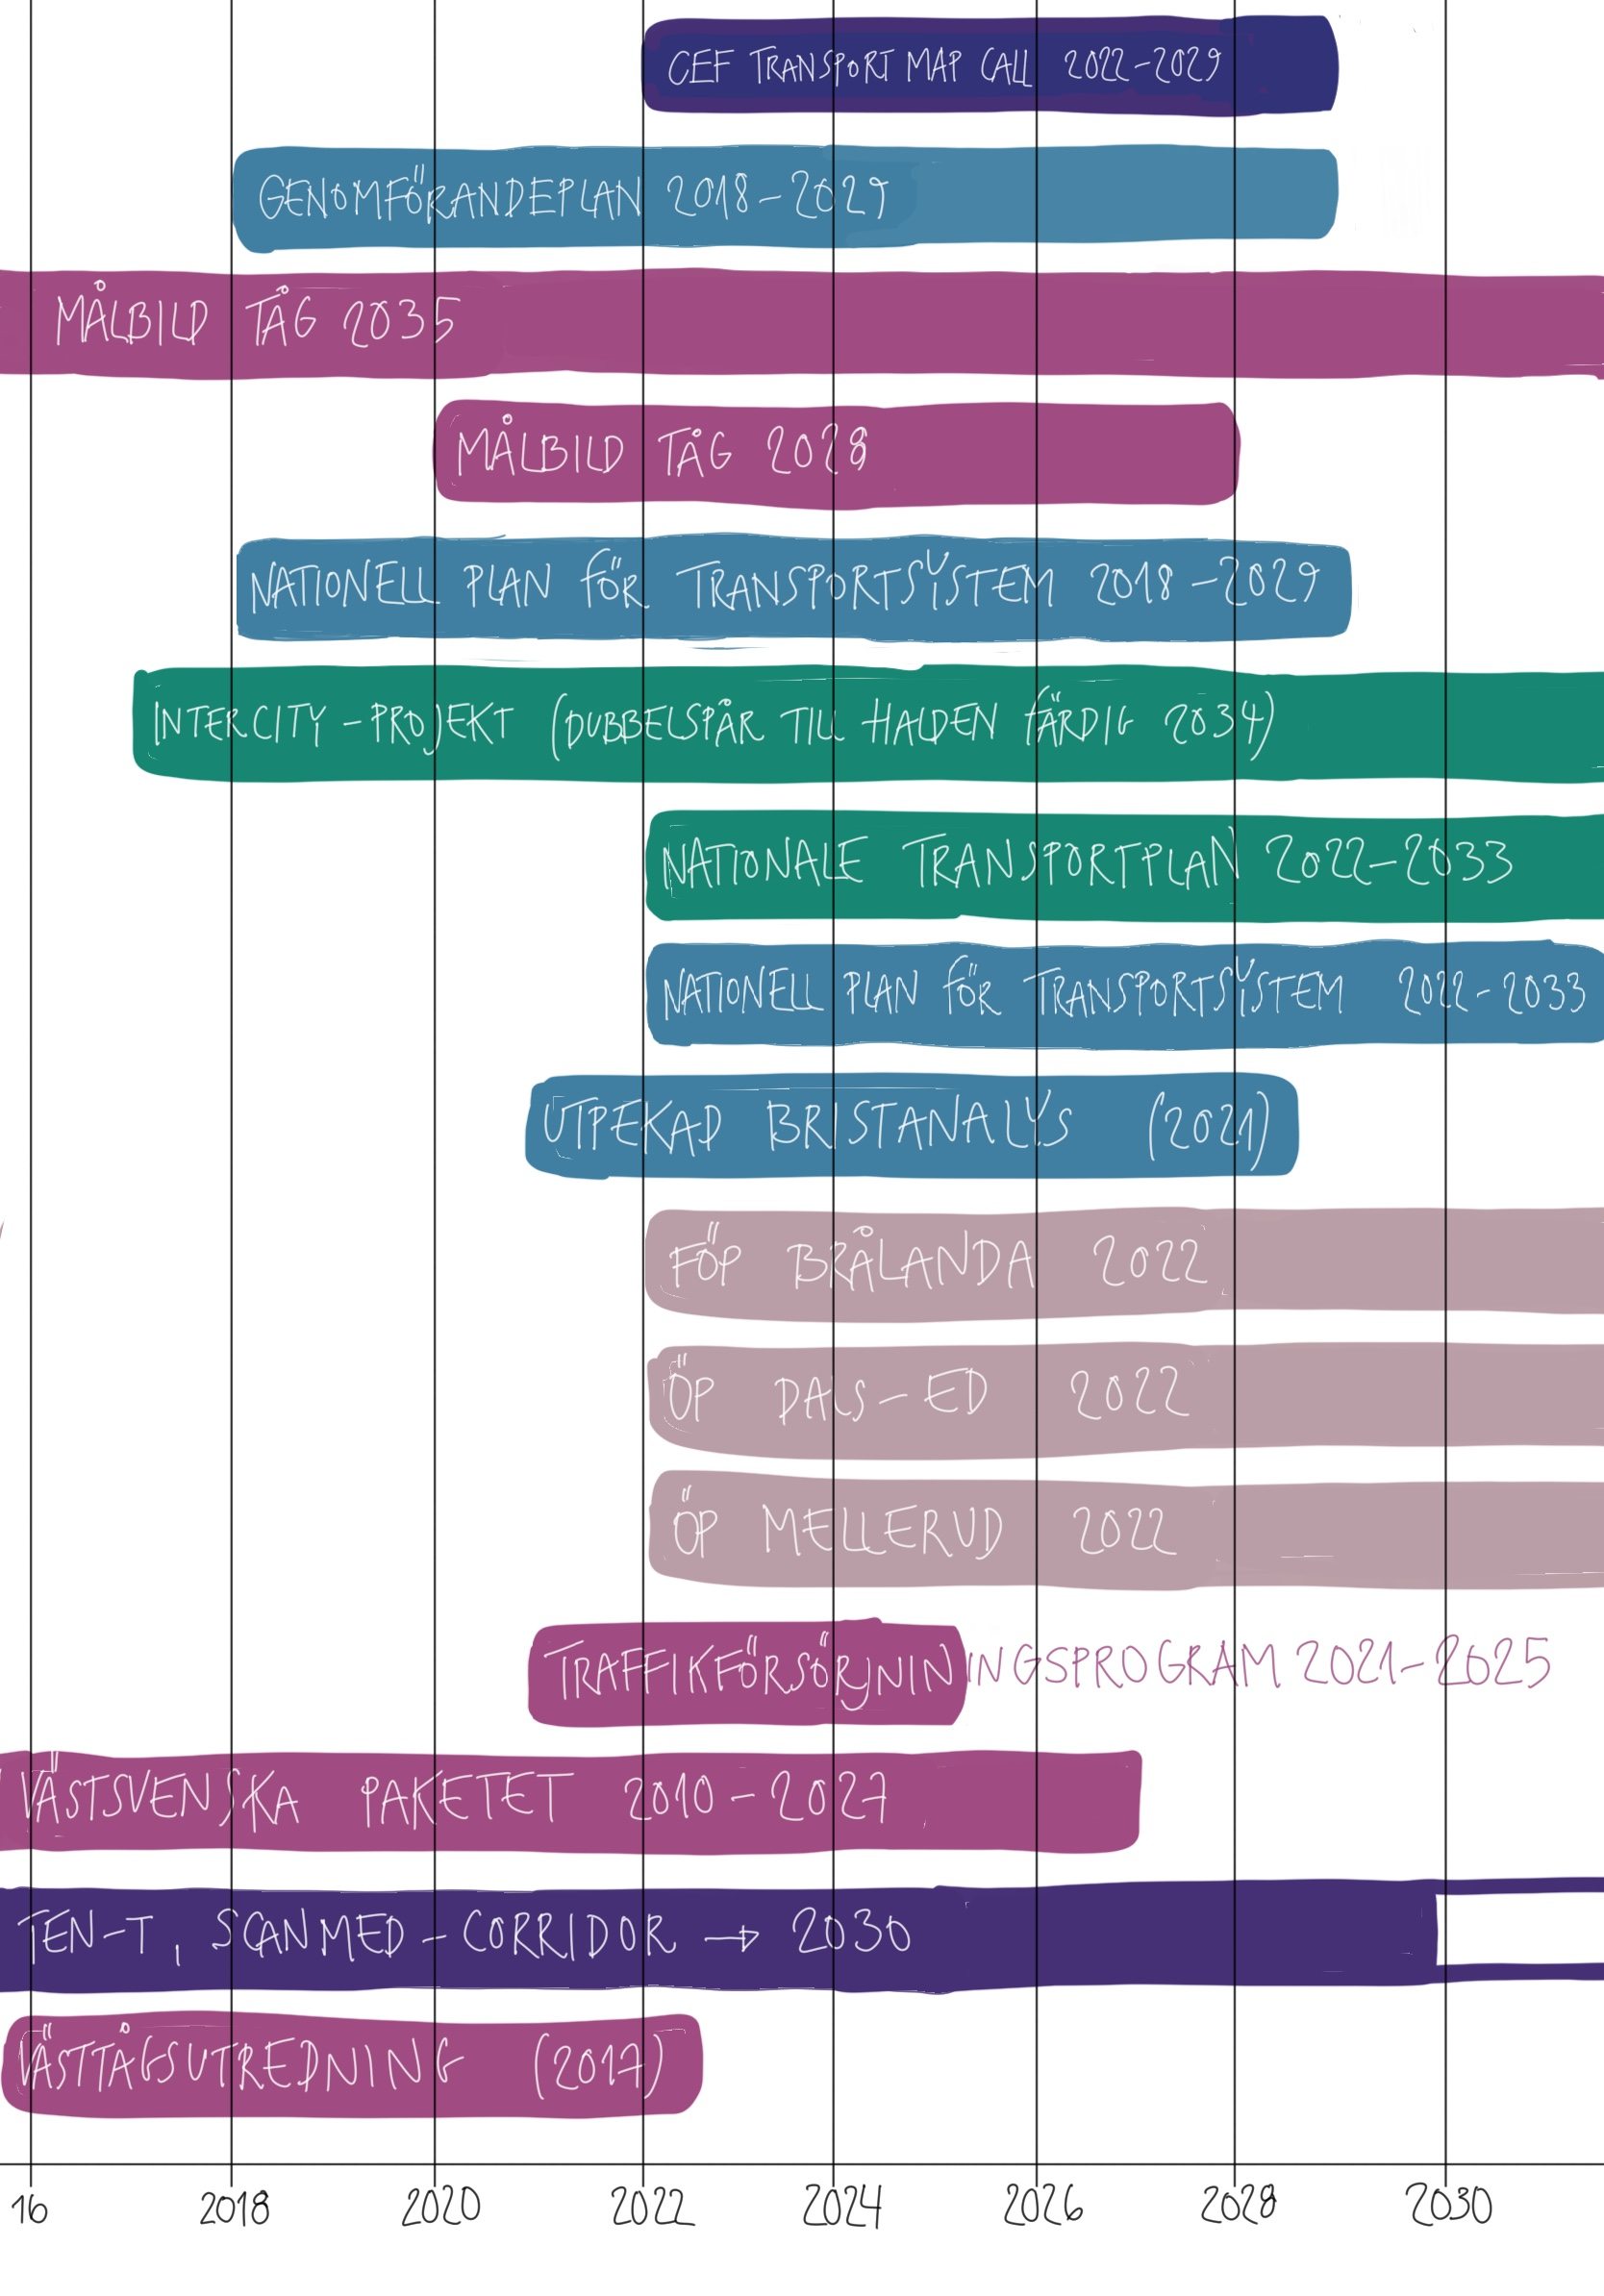 CEF TRANSPORT MAP CALL 2022-2029
GENOMFÖRANDEPLAN 2018-2029
MÅLBILD TÅG 2035
MÅLBILD TÅG 2028
NATIONELL PLAN FÖR TRANSPORTSYSTEM 2018-2029
INTERCITY-PROJEKT (DUBBELSPÅR TILL HALDEN FÄRDIG 2034)
NATIONALE TRANSPORTPLAN 2022-2033
NATIONELL PLAN FÖR TRANSPORTSYSTEM 2022-2033
UTPEKAD BRISTANALYS (2021)
FÖP BRÅLANDA 2022
ÖP DALS-ED 2022
ÖP MELLERUD 2022
TRAFFIKFÖRSÖRJNININGSPROGRAM 2021-2025
VÄSTSVENSKA PAKETET 2010-2027
TEN-T, SCANMED-CORRIDOR → 2030
VÄSTTÅGSUTREDNING (2017)
16 2018 2020 2022 2024 2026 2028 2030